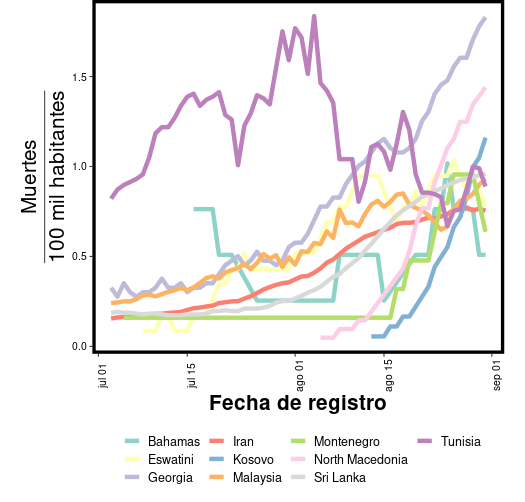 Muertes
100 mil habitantes
1.5
1.0
0.5
0.0
jul 01
jul 15
ago 01
ago 15
sep 01
Fecha de registro
Bahamas Iran Montenegro Tunisia
Eswatini Kosovo North Macedonia
Georgia Malaysia Sri Lanka